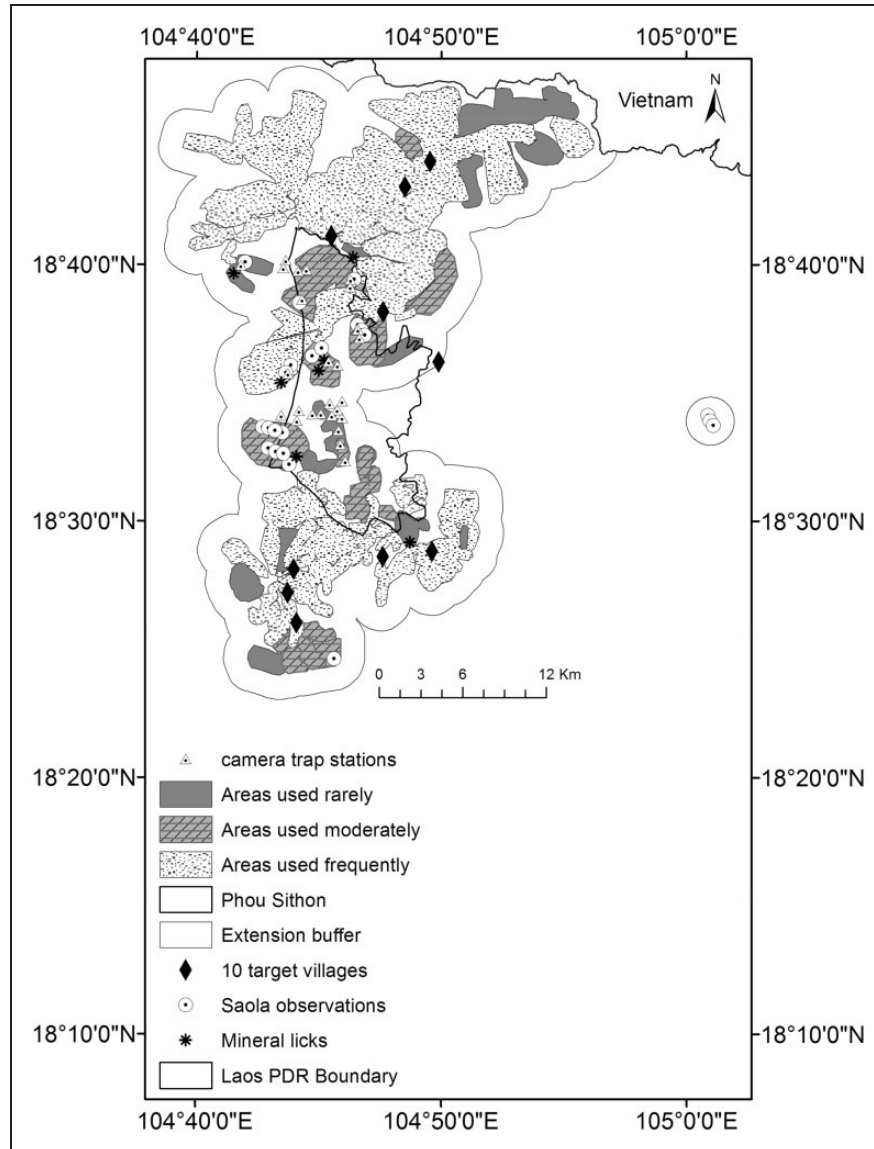 104°40'0"E 104°50'0"E 105°0'0"E
N
Vietnam
18°40'0"N 18°40'0"N
18°30'0"N 18°30'0"N
0 3 6 12 Km
camera trap stations
18°20'0"N 18°20'0"N
Areas used rarely
Areas used moderately
Areas used frequently
Phou Sithon
Extension buffer
10 target villages
Saola observations
18°10'0"N 18°10'0"N
Mineral licks
Laos PDR Boundary
104°40'0"E 104°50'0"E 105°0'0"E